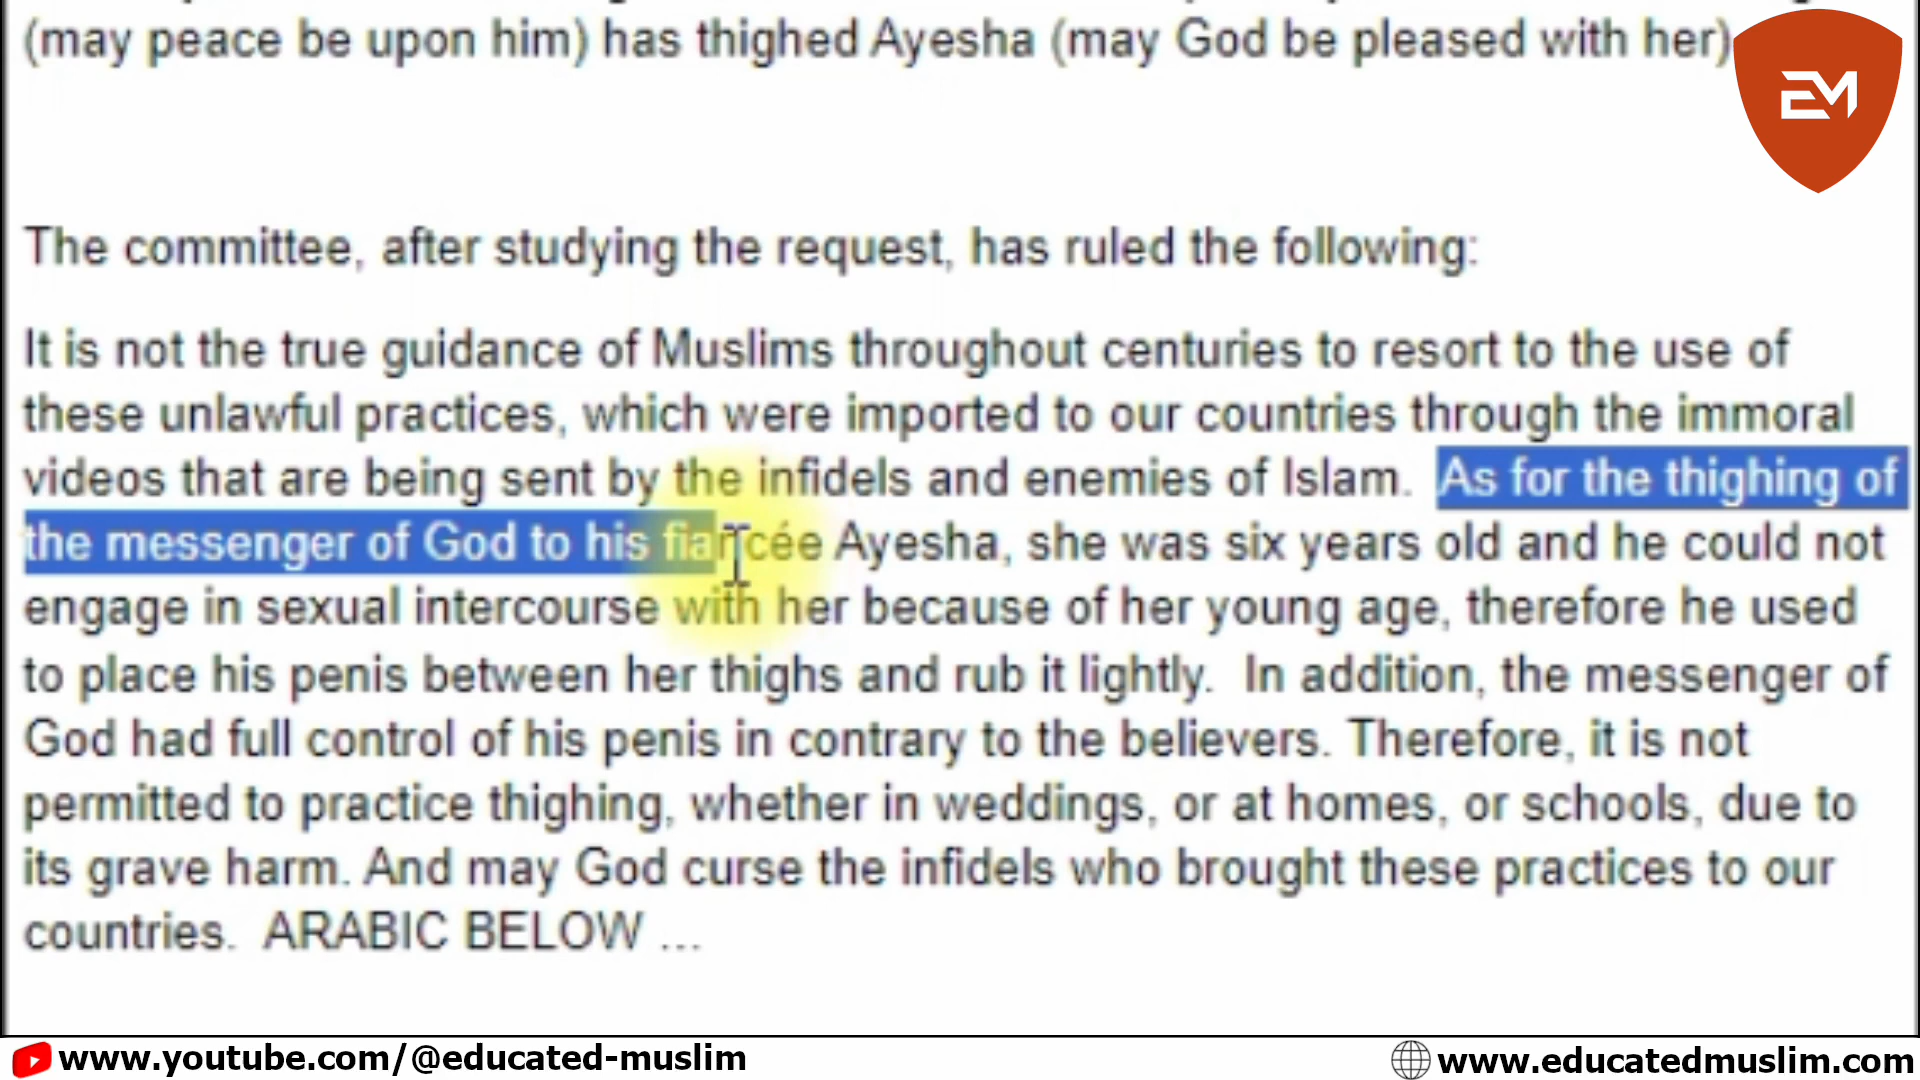 (may peace be upon him) has thighed Ayesha (may God be pleased with her)
EM
The committee, after studying the request, has ruled the following:
It is not the true guidance of Muslims throughout centuries to resort to the use of
these unlawful practices, which were imported to our countries through the immoral
videos that are being sent by the infidels and enemies of Islam. As for the thighing of
the messenger of God to his fiancée Ayesha, she was six years old and he could not
engage in sexual intercourse with her because of her young age, therefore he used
to place his penis between her thighs and rub it lightly. In addition, the messenger of
God had full control of his penis in contrary to the believers. Therefore, it is not
permitted to practice thighing, whether in weddings, or at homes, or schools, due to
its grave harm. And may God curse the infidels who brought these practices to our
countries. ARABIC BELOW ...
www.youtube.com/@educated-muslim
www.educatedmuslim.com